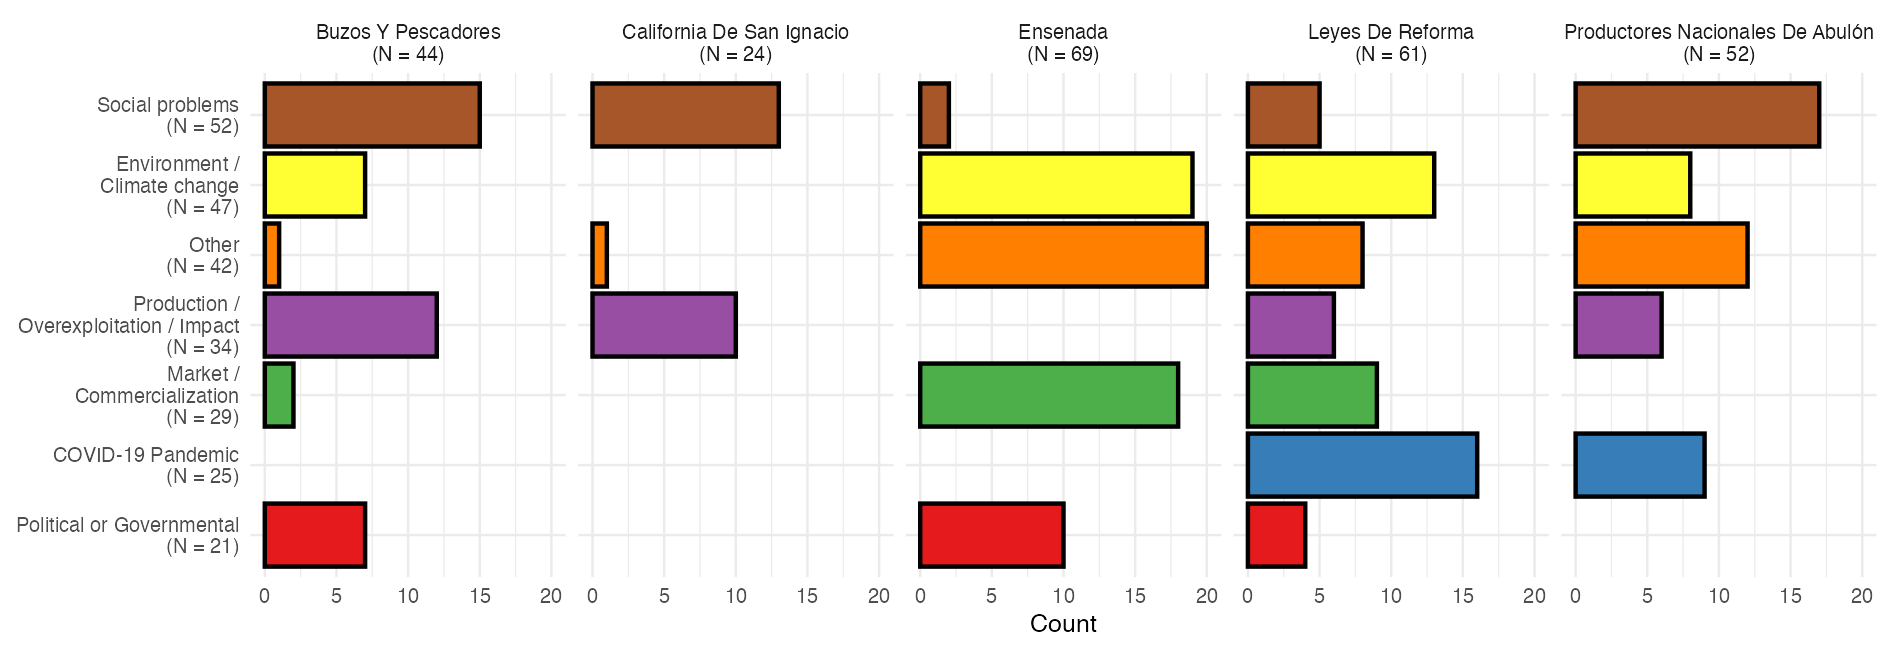 Buzos Y Pescadores
(N = 44)
California De San Ignacio
(N = 24)
Ensenada
(N = 69)
Leyes De Reforma
(N = 61)
Productores Nacionales De Abulón
(N = 52)
Social problems
(N = 52)
Environment /
Climate change
(N = 47)
Other
(N = 42)
Production /
Overexploitation / Impact
(N = 34)
Market /
Commercialization
(N = 29)
COVID-19 Pandemic
(N = 25)
Political or Governmental
(N = 21)
0 5 10 15 20
0 5 10 15 20
0 5 10 15 20
0 5 10 15 20
0 5 10 15 20
Count